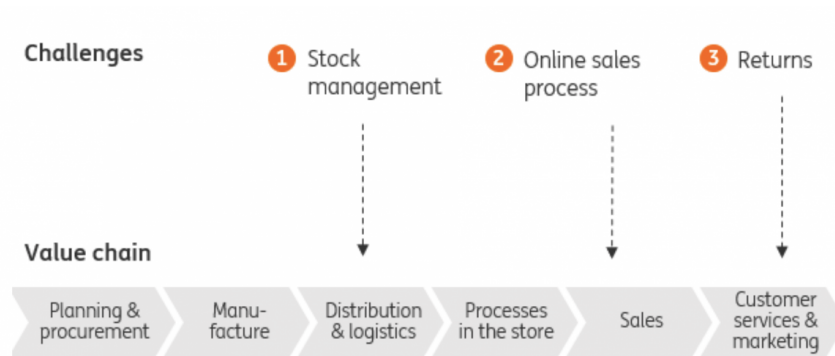 Challenges
1 Stock
management
2 Online sales
process
3 Returns
Value chain
Planning &
procurement
Manu-
facture
Distribution
& logistics
Processes
in the store
Sales
Customer
services &
marketing